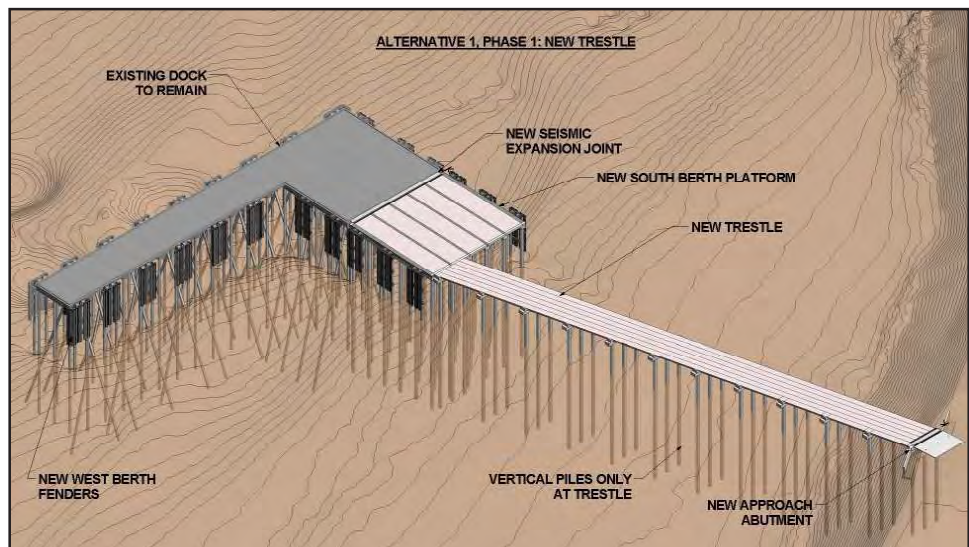 ALTERNATIVE 1, PHASE 1: NEW TRESTLE
EXISTING DOCK
TO REMAIN
NEW SEISMIC
EXPANSION JOINT
NEW SOUTH BERTH PLATFORM
NEW TRESTLE
NEW WEST BERTH
FENDERS
VERTICAL PILES ONLY
AT TRESTLE
NEW APPROACH
ABUTMENT